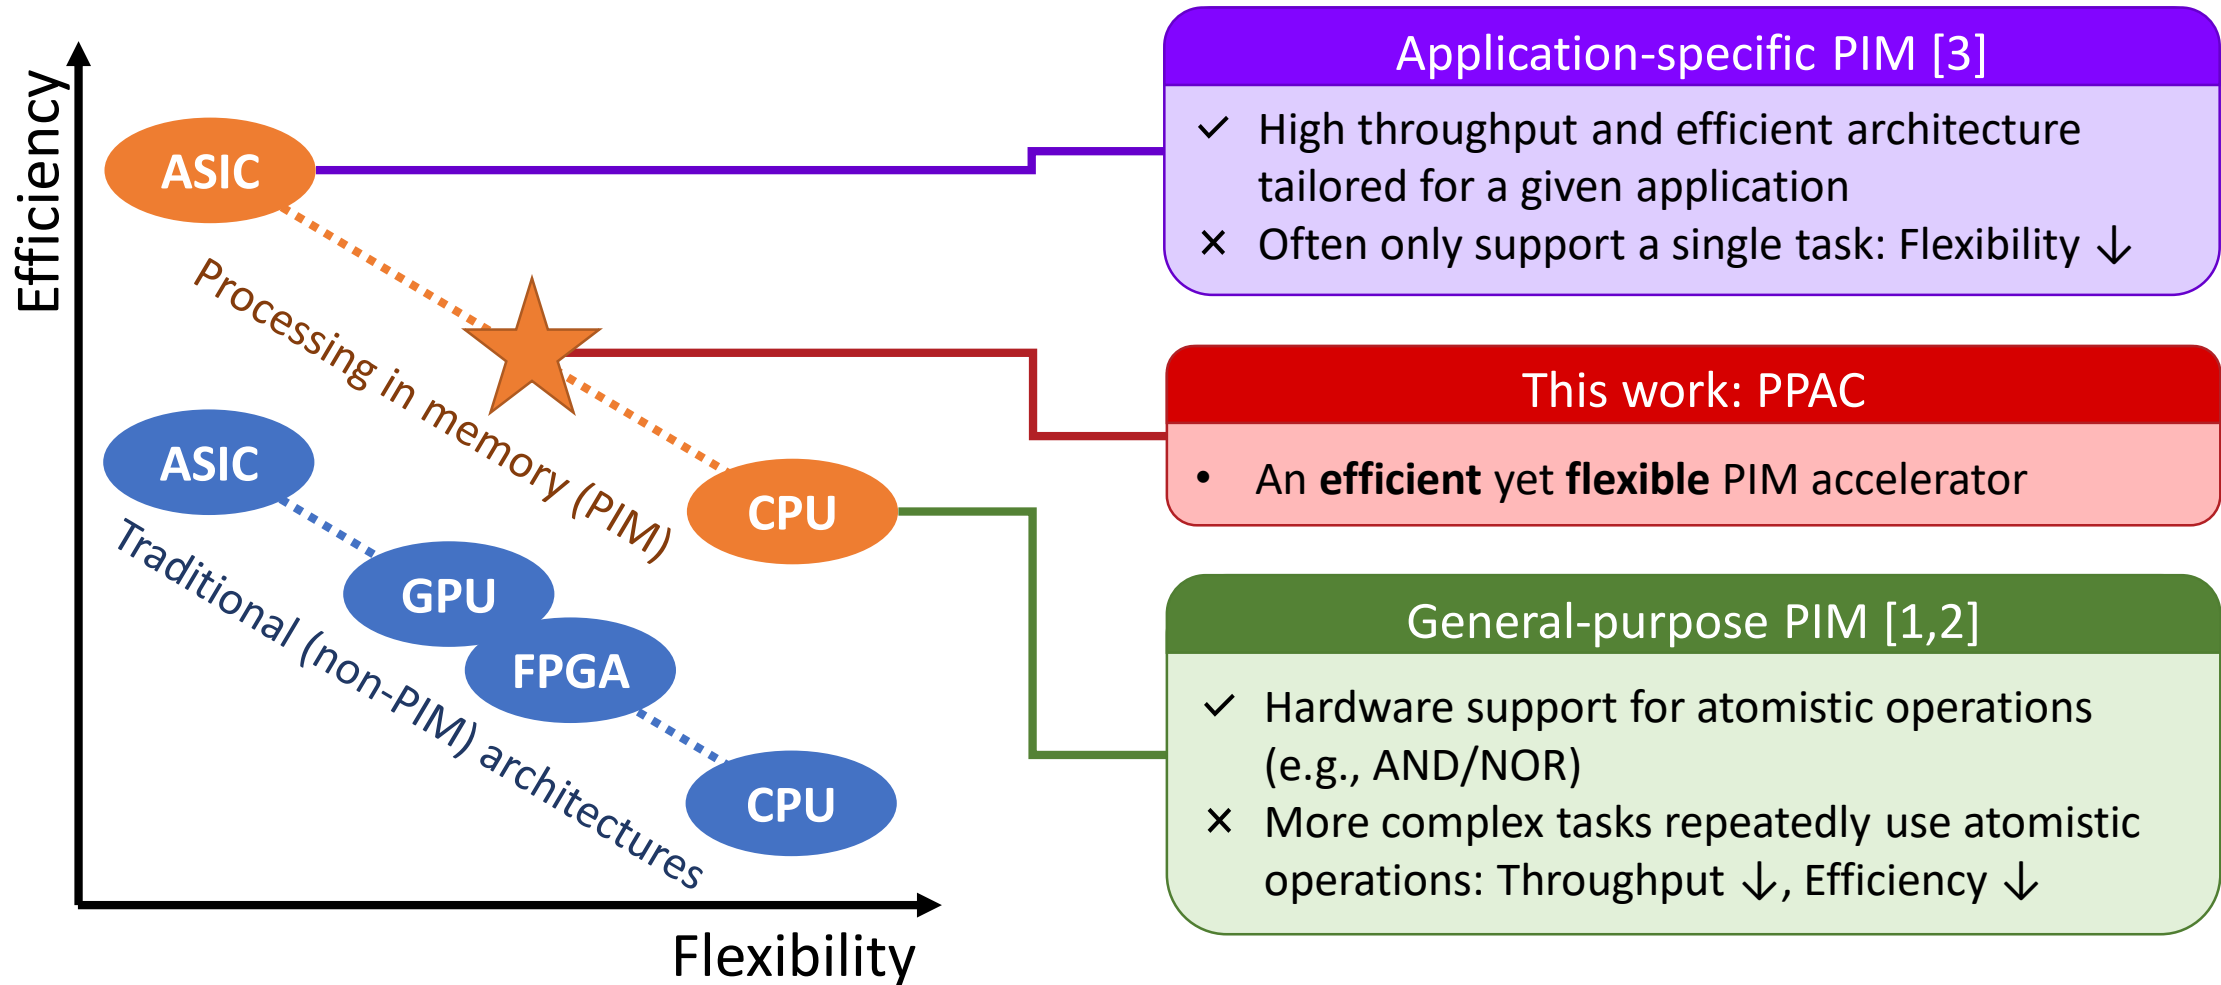 Efficiency
ASIC
Processing in memory (PIM)
CPU
ASIC
GPU
FPGA
CPU
Traditional (non-PIM) architectures
Flexibility
Application-specific PIM [3]
✓ High throughput and efficient architecture
tailored for a given application
× Often only support a single task: Flexibility ↓
This work: PPAC
• An efficient yet flexible PIM accelerator
General-purpose PIM [1,2]
✓ Hardware support for atomistic operations
(e.g., AND/NOR)
× More complex tasks repeatedly use atomistic
operations: Throughput ↓, Efficiency ↓